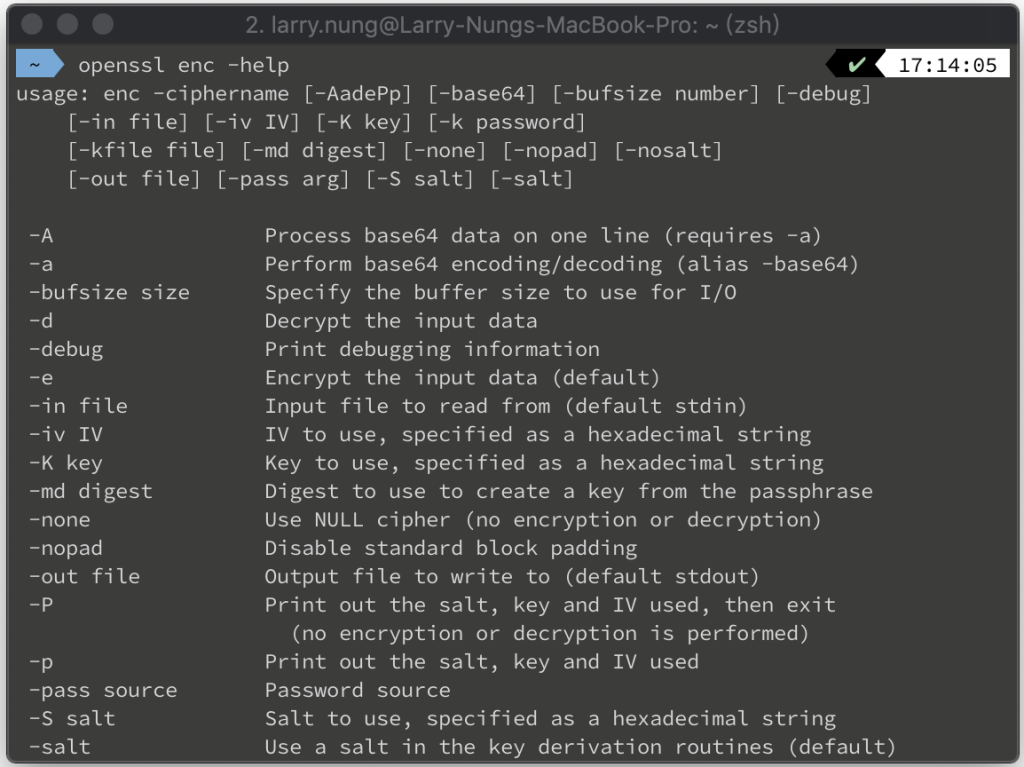 2. larry.nung@Larry-Nungs-MacBook-Pro: ~ (zsh)
~ openssl enc -help ✔ 17:14:05
usage: enc -ciphername [-AadePp] [-base64] [-bufsize number] [-debug]
    [-in file] [-iv IV] [-K key] [-k password]
    [-kfile file] [-md digest] [-none] [-nopad] [-nosalt]
    [-out file] [-pass arg] [-S salt] [-salt]

 -A                 Process base64 data on one line (requires -a)
 -a                 Perform base64 encoding/decoding (alias -base64)
 -bufsize size      Specify the buffer size to use for I/O
 -d                 Decrypt the input data
 -debug             Print debugging information
 -e                 Encrypt the input data (default)
 -in file           Input file to read from (default stdin)
 -iv IV             IV to use, specified as a hexadecimal string
 -K key             Key to use, specified as a hexadecimal string
 -md digest         Digest to use to create a key from the passphrase
 -none              Use NULL cipher (no encryption or decryption)
 -nopad             Disable standard block padding
 -out file          Output file to write to (default stdout)
 -P                 Print out the salt, key and IV used, then exit
                      (no encryption or decryption is performed)
 -p                 Print out the salt, key and IV used
 -pass source       Password source
 -S salt            Salt to use, specified as a hexadecimal string
 -salt              Use a salt in the key derivation routines (default)